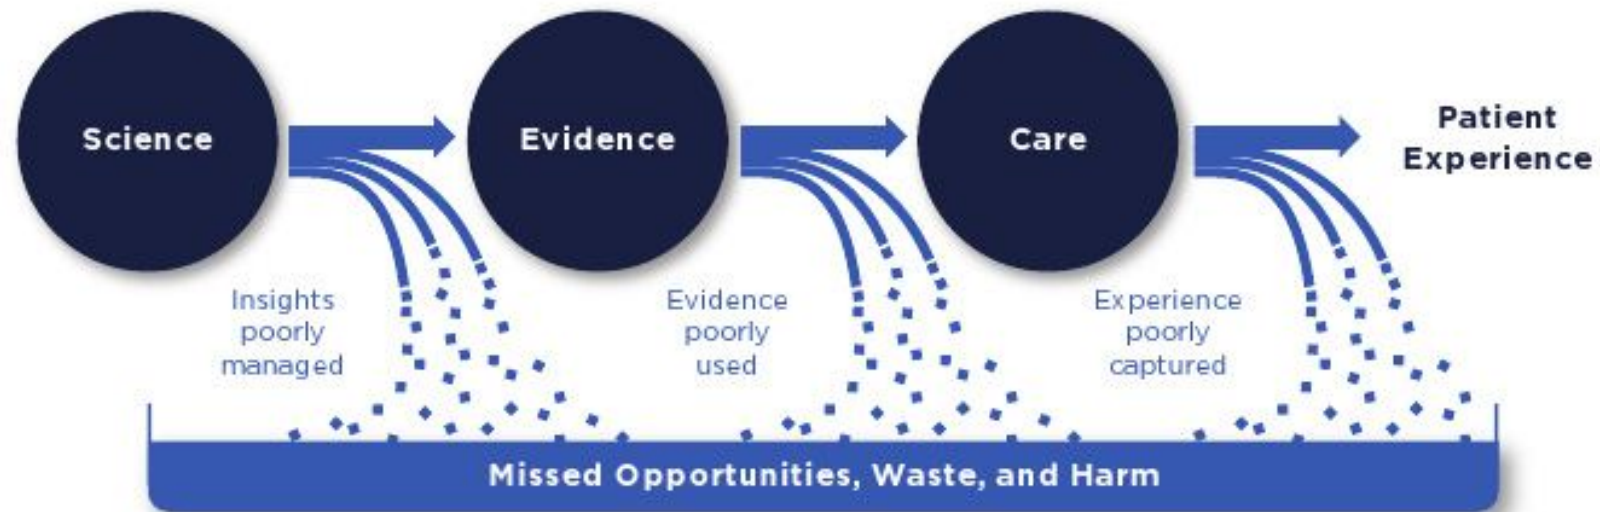 Science
Evidence
Care
Patient
Experience
Insights
poorly
managed
Evidence
poorly
used
Experience
poorly
captured
Missed Opportunities, Waste, and Harm